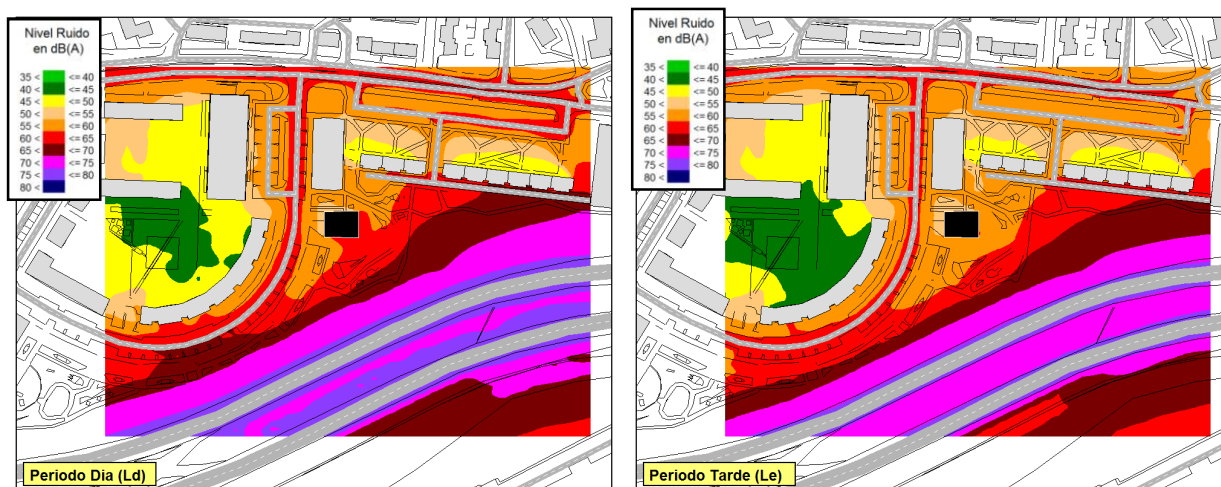 Nivel Ruido
en dB(A)
35 < <= 40
40 < <= 45
45 < <= 50
50 < <= 55
55 < <= 60
60 < <= 65
65 < <= 70
70 < <= 75
75 < <= 80
80 <
Periodo Dia (Ld)
Nivel Ruido
en dB(A)
35 < <= 40
40 < <= 45
45 < <= 50
50 < <= 55
55 < <= 60
60 < <= 65
65 < <= 70
70 < <= 75
75 < <= 80
80 <
Periodo Tarde (Le)